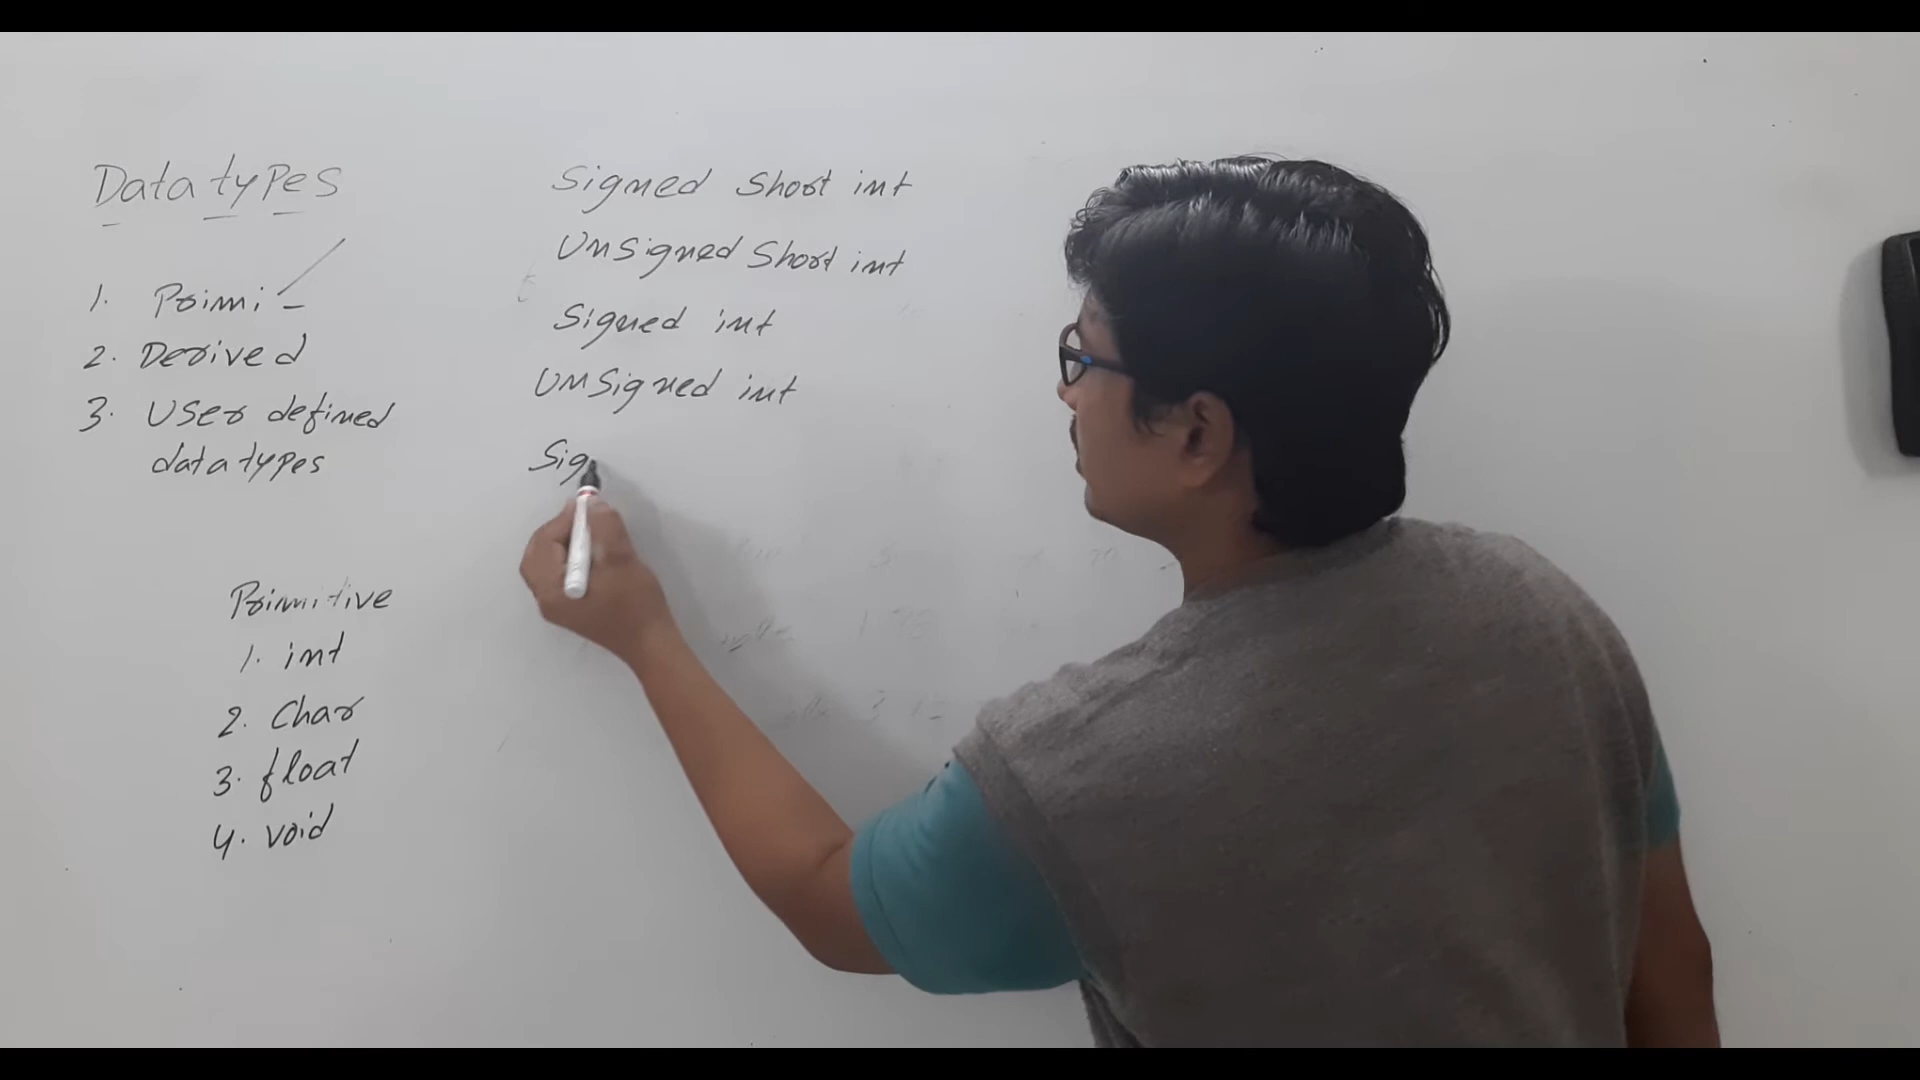 Data types
1. Primi -
2. Derived
3. User defined
data types
Primitive
1. int
2. Char
3. float
4. void
Signed Short int
Unsigned Short int
Signed int
Unsigned int
Sig